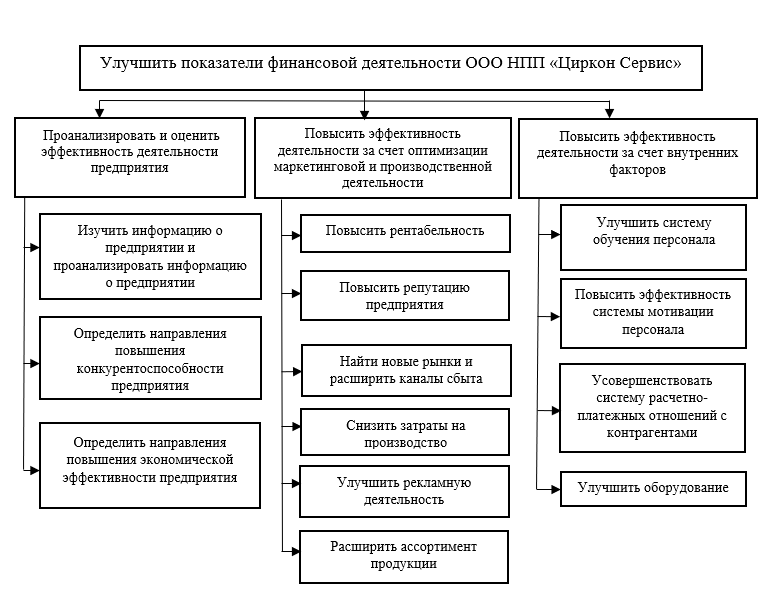 Улучшить показатели финансовой деятельности ООО НПП «Циркон Сервис»
Проанализировать и оценить
эффективность деятельности
предприятия
Изучить информацию о
предприятии и
проанализировать информацию
о предприятии
Определить направления
повышения
конкурентоспособности
предприятия
Определить направления
повышения экономической
эффективности предприятия
Повысить эффективность
деятельности за счет оптимизации
маркетинговой и производственной
деятельности
Повысить рентабельность
Повысить репутацию
предприятия
Найти новые рынки и
расширить каналы сбыта
Снизить затраты на
производство
Улучшить рекламную
деятельность
Расширить ассортимент
продукции
Повысить эффективность
деятельности за счет внутренних
факторов
Улучшить систему
обучения персонала
Повысить эффективность
системы мотивации
персонала
Усовершенствовать
систему расчетно-
платежных отношений с
контрагентами
Улучшить оборудование